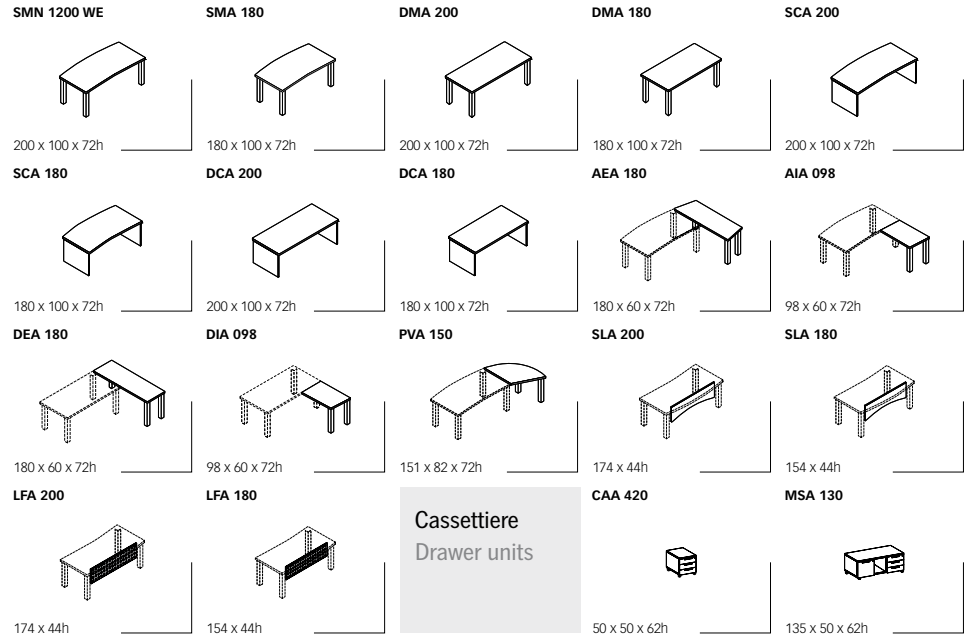 SMN 1200 WE
200 x 100 x 72h
SMA 180
180 x 100 x 72h
DMA 200
200 x 100 x 72h
DMA 180
180 x 100 x 72h
SCA 200
200 x 100 x 72h
SCA 180
180 x 100 x 72h
DCA 200
200 x 100 x 72h
DCA 180
180 x 100 x 72h
AEA 180
180 x 60 x 72h
AIA 098
98 x 60 x 72h
DEA 180
180 x 60 x 72h
DIA 098
98 x 60 x 72h
PVA 150
151 x 82 x 72h
SLA 200
174 x 44h
SLA 180
154 x 44h
LFA 200
174 x 44h
LFA 180
154 x 44h
Cassettiere
Drawer units
CAA 420
50 x 50 x 62h
MSA 130
135 x 50 x 62h